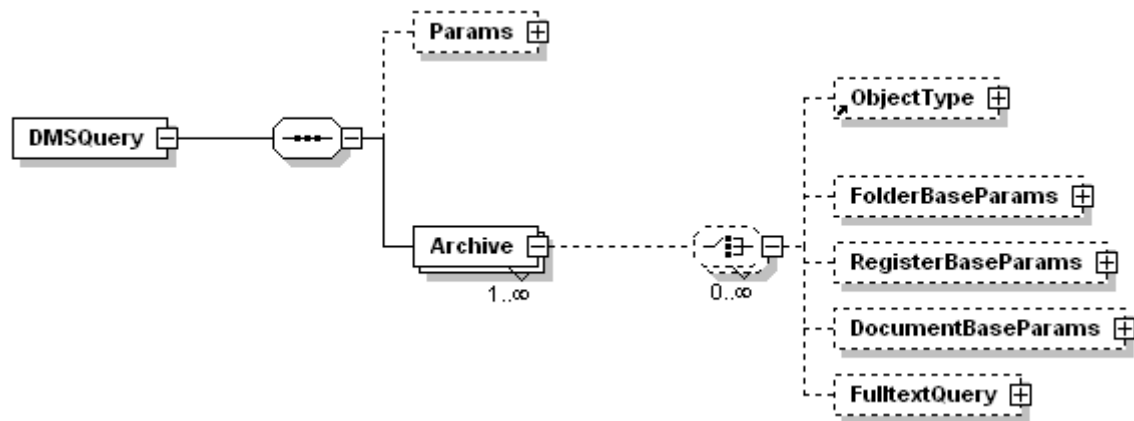 Params
ObjectType
DMSQuery
FolderBaseParams
Archive
RegisterBaseParams
1..∞
0..∞
DocumentBaseParams
FulltextQuery